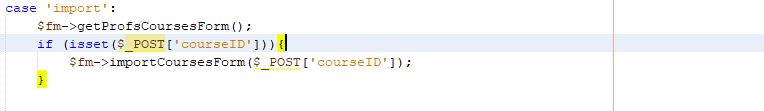 case 'import':
$fm->getProfsCoursesForm();
if (isset($_POST['courseID'])){
$fm->importCoursesForm($_POST['courseID']);
}